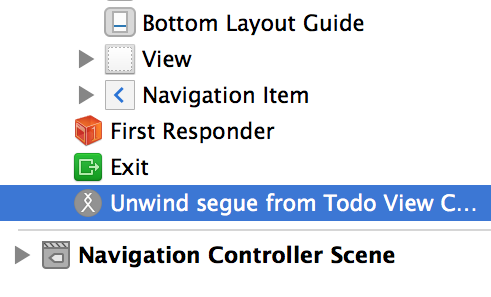 Bottom Layout Guide
View
Navigation Item
First Responder
Exit
Unwind segue from Todo View C...
Navigation Controller Scene